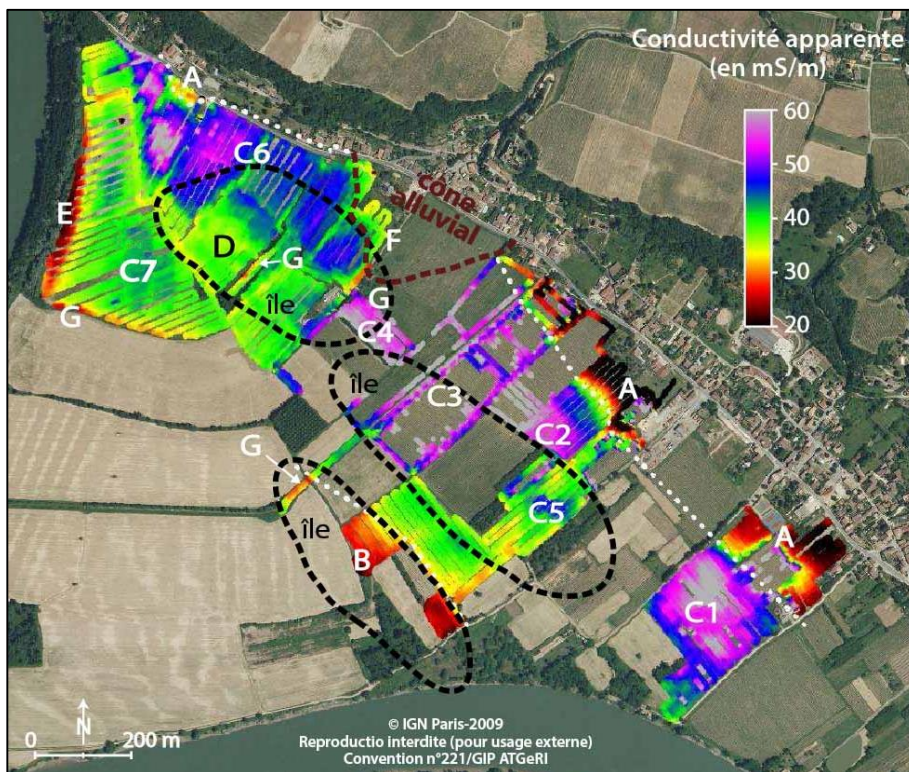 Conductivité apparente
(en mS/m)
60
50
40
30
20
A
C6
cône
alluvial
E
D
F
G
C7
île
G
G
C4
île
A
C3
C2
G
île
C5
B
A
C1
N
0 200 m
© IGN Paris-2009
Reproductio interdite (pour usage externe)
Convention n°221/GIP ATGeRI